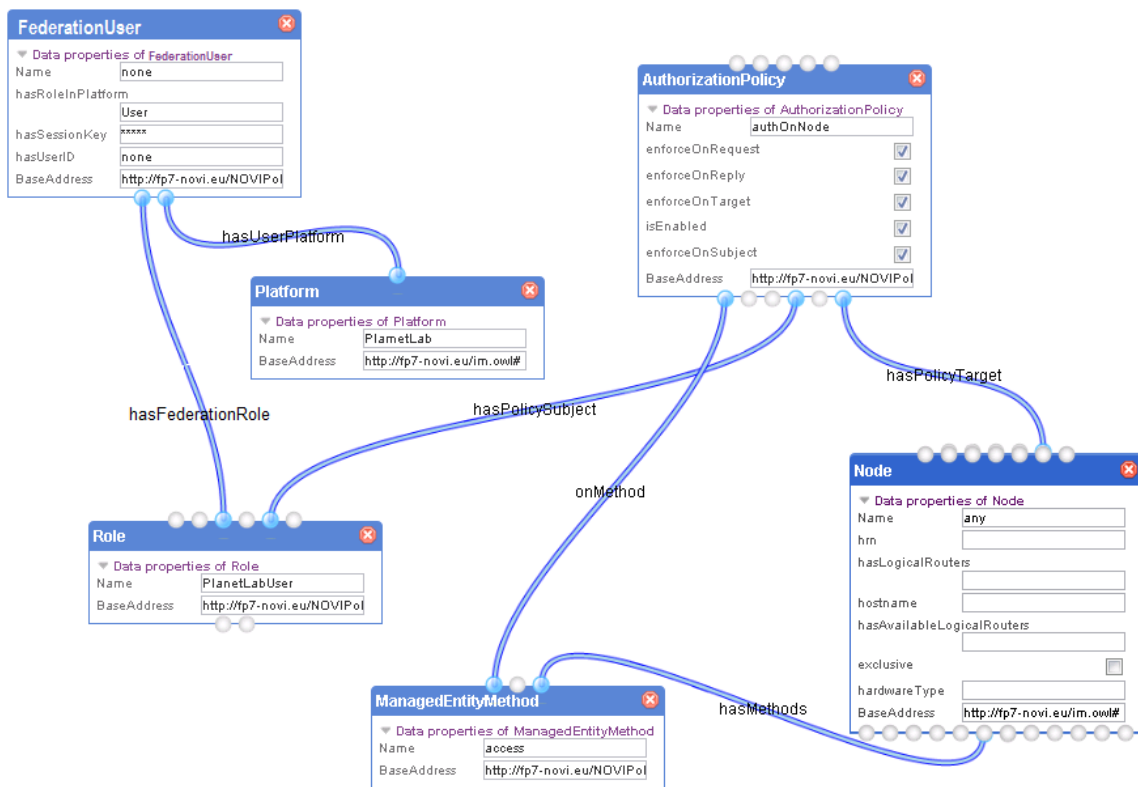 FederationUser
Data properties of FederationUser
Name none
hasRoleInPlatform
User
hasSessionKey *****
hasUserID none
BaseAddress http://fp7-novi.eu/NOVIPol
hasUserPlatform
Platform
Data properties of Platform
Name PlametLab
BaseAddress http://fp7-novi.eu/im.owl#
AuthorizationPolicy
Data properties of AuthorizationPolicy
Name authOnNode
enforceOnRequest
enforceOnReply
enforceOnTarget
isEnabled
enforceOnSubject
BaseAddress http://fp7-novi.eu/NOVIPol
hasPolicyTarget
hasFederationRole
hasPolicySubject
onMethod
Role
Data properties of Role
Name PlanetLabUser
BaseAddress http://fp7-novi.eu/NOVIPol
Node
Data properties of Node
Name any
hrn
hasLogicalRouters
hostname
hasAvailableLogicalRouters
exclusive
hardwareType
BaseAddress http://fp7-novi.eu/im.owl#
hasMethods
ManagedEntityMethod
Data properties of ManagedEntityMethod
Name access
BaseAddress http://fp7-novi.eu/NOVIPol